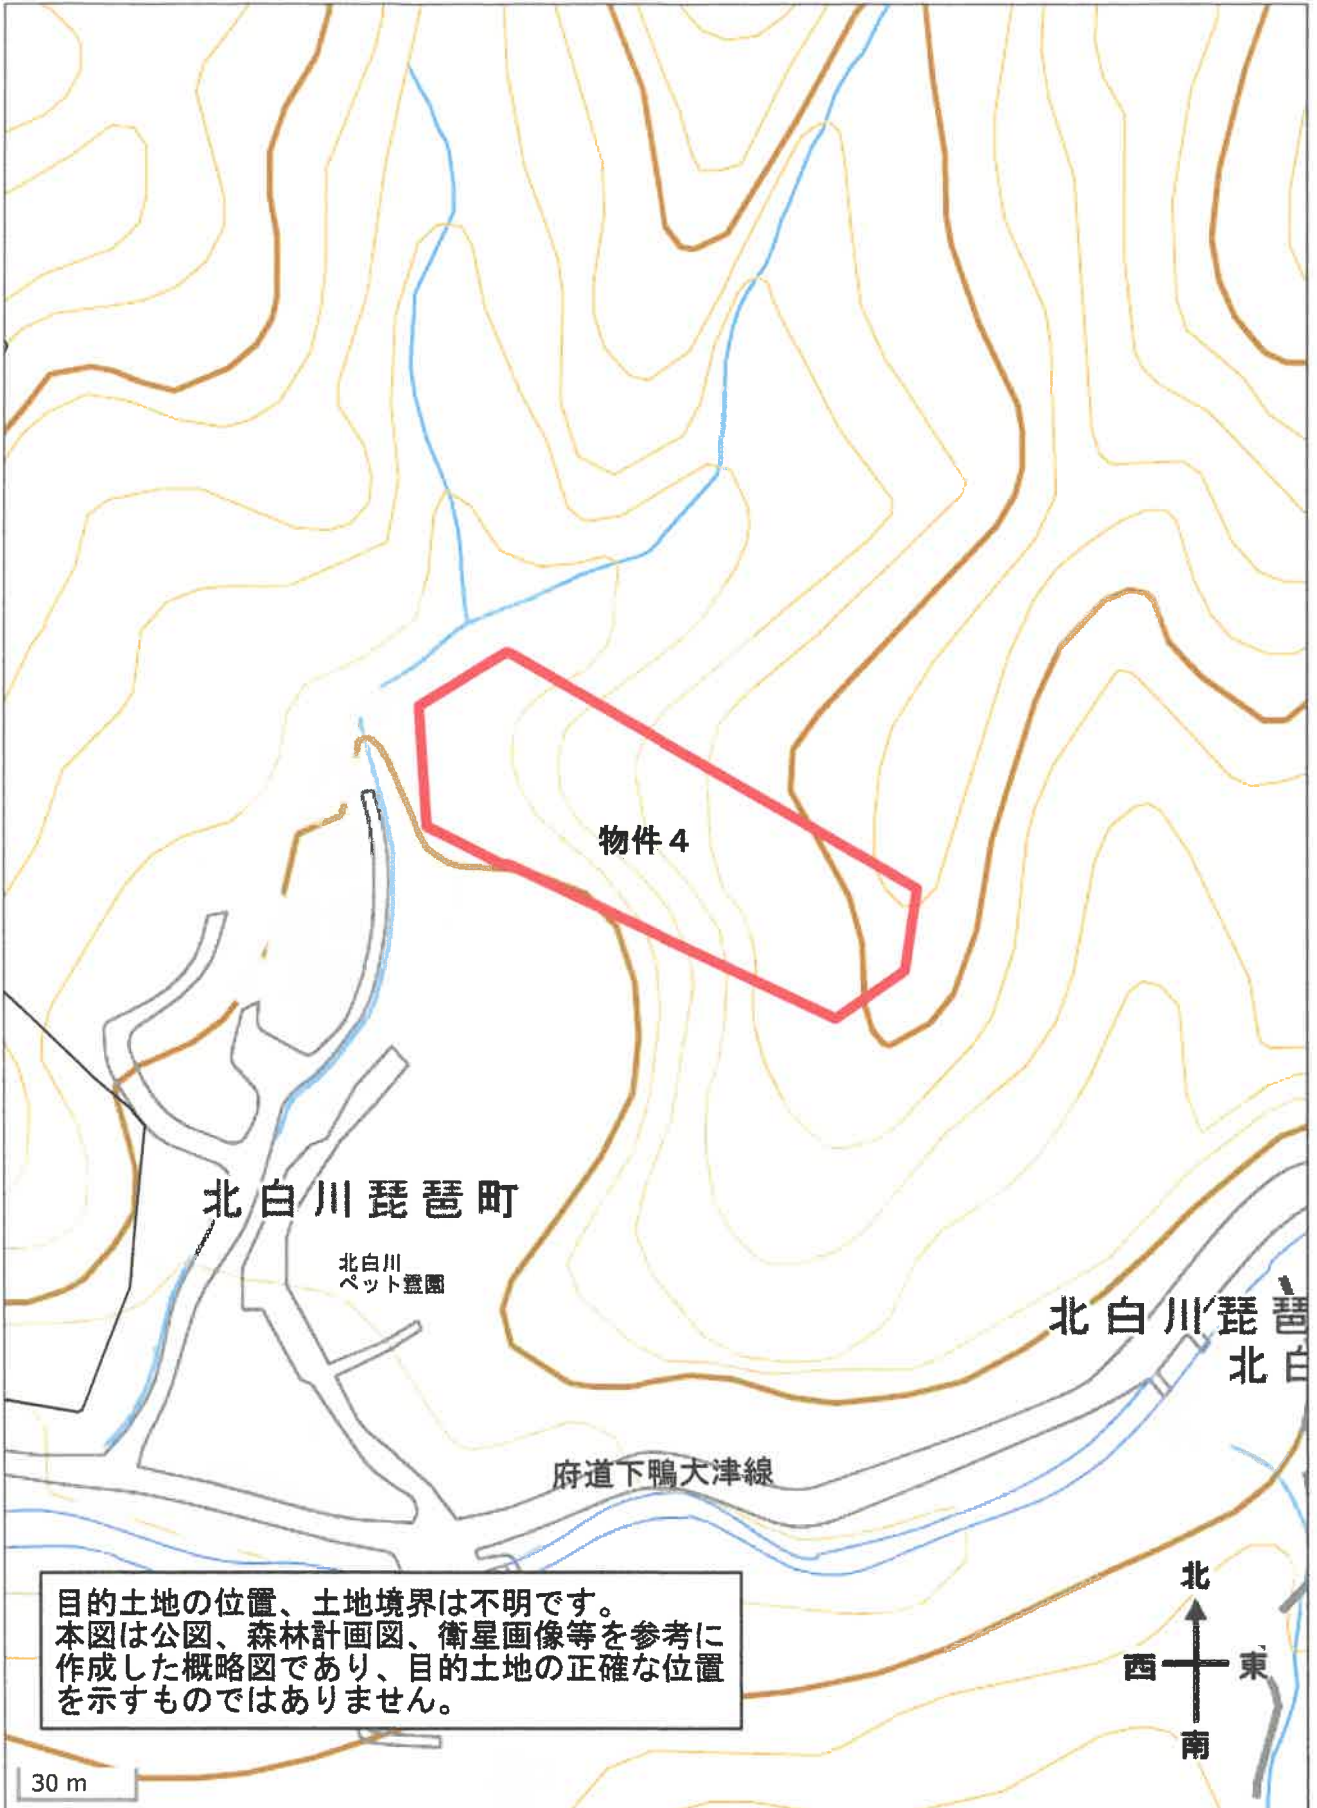 物件４
北白川琵琶町
北白川
ペット霊園
北白川琵琶
北白
府道下鴨大津線
目的土地の位置、土地境界は不明です。
本図は公図、森林計画図、衛星画像等を参考に
作成した概略図であり、目的土地の正確な位置
を示すものではありません。
北
西
東
南
30 m